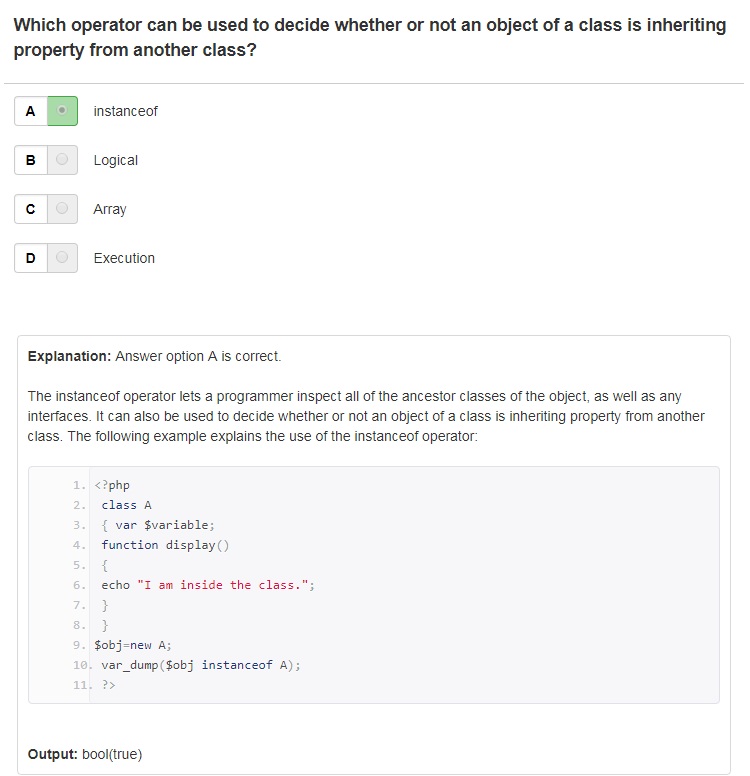 Which operator can be used to decide whether or not an object of a class is inheriting
property from another class?
A instanceof
B Logical
C Array
D Execution
Explanation: Answer option A is correct.
The instanceof operator lets a programmer inspect all of the ancestor classes of the object, as well as any
interfaces. It can also be used to decide whether or not an object of a class is inheriting property from another
class. The following example explains the use of the instanceof operator:
1. <?php
2. class A
3. { var $variable;
4. function display()
5. {
6. echo "I am inside the class.";
7. }
8. }
9. $obj=new A;
10. var_dump($obj instanceof A);
11. ?>
Output: bool(true)